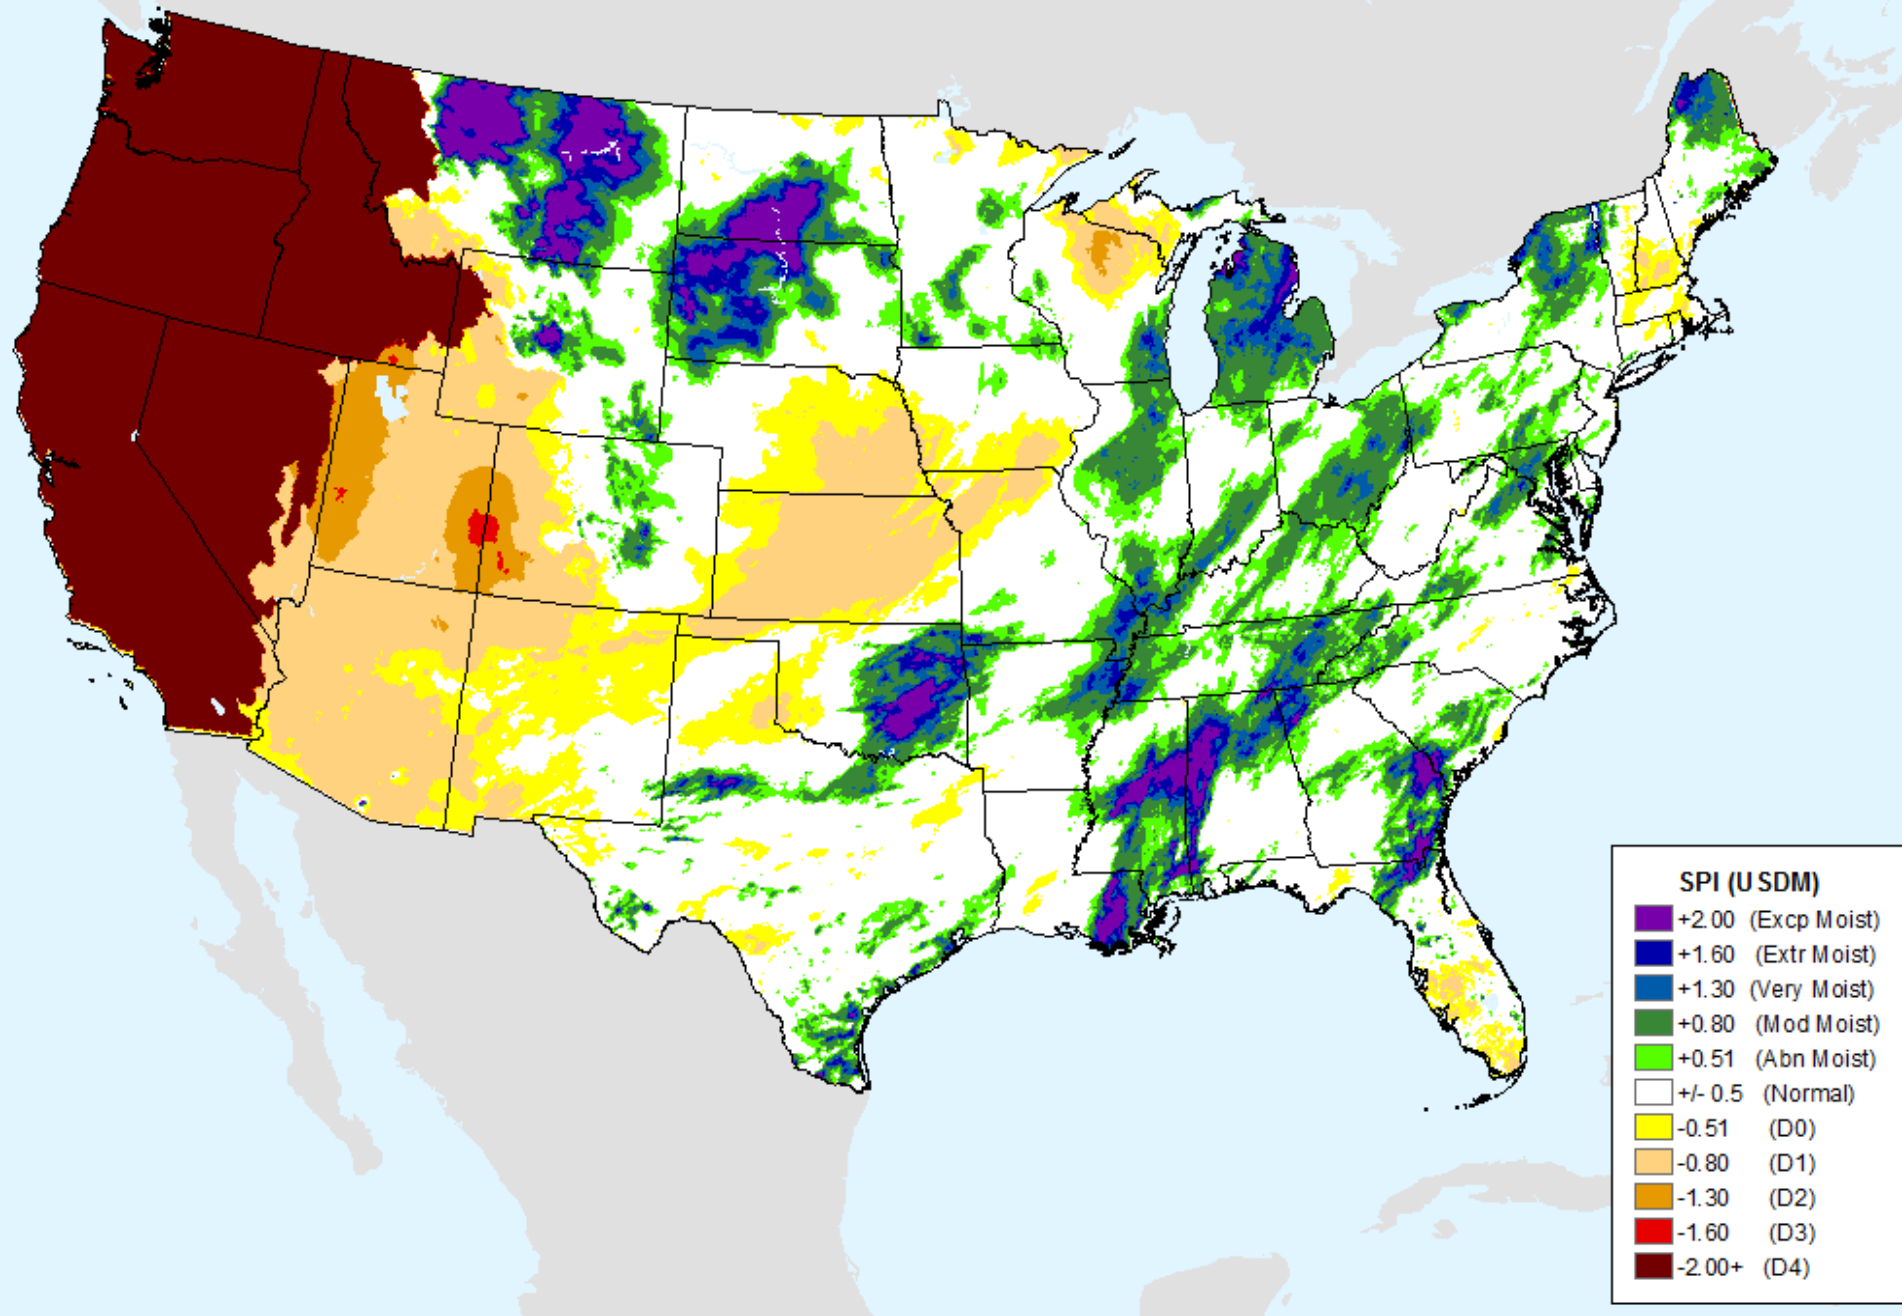 SPI (USDM)
+2.00 (Excp Moist)
+1.60 (Extr Moist)
+1.30 (Very Moist)
+0.80 (Mod Moist)
+0.51 (Abn Moist)
+/- 0.5 (Normal)
-0.51 (D0)
-0.80 (D1)
-1.30 (D2)
-1.60 (D3)
-2.00+ (D4)